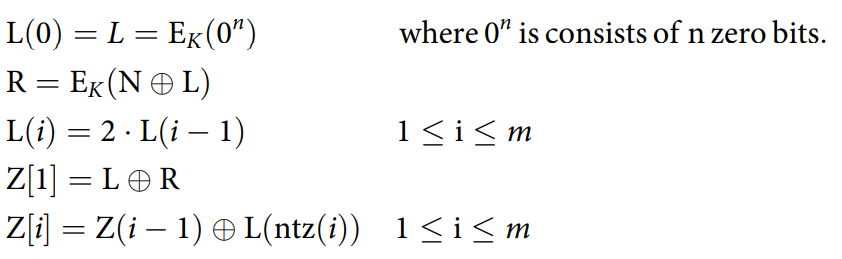 L(0) = L = E_K(0^n) where 0^n is consists of n zero bits.
R = E_K(N ⊕ L)
L(i) = 2 · L(i − 1) 1 ≤ i ≤ m
Z[1] = L ⊕ R
Z[i] = Z(i − 1) ⊕ L(ntz(i)) 1 ≤ i ≤ m